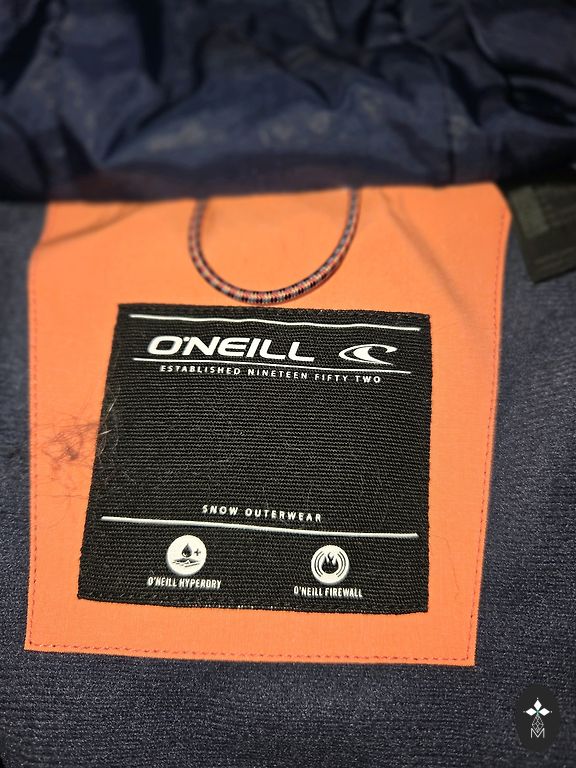 O'NEILL
ESTABLISHED NINETEEN FIFTY TWO
SNOW OUTERWEAR
O'NEILL HYPERDRY
O'NEILL FIREWALL
M